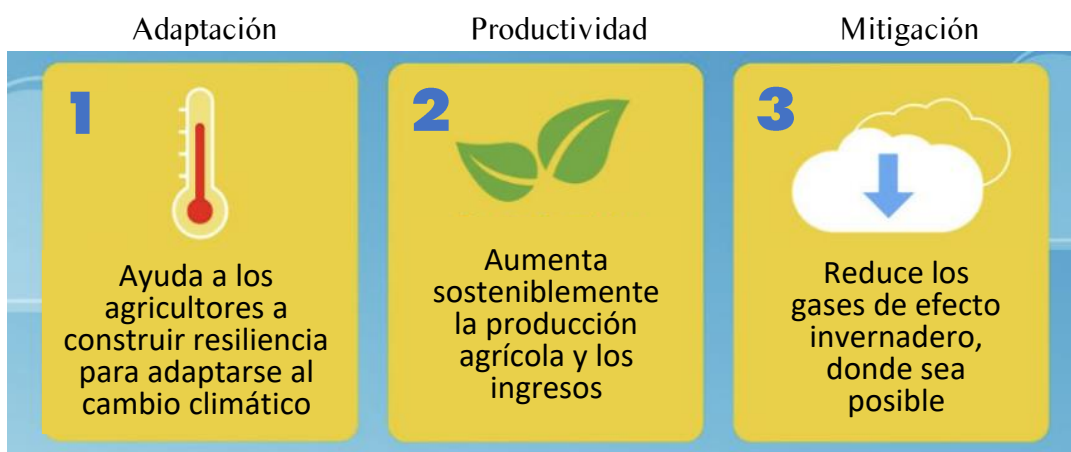 Adaptación
Productividad
Mitigación
1
Ayuda a los
agricultores a
construir resiliencia
para adaptarse al
cambio climático
2
Aumenta
sosteniblemente
la producción
agrícola y los
ingresos
3
Reduce los
gases de efecto
invernadero,
donde sea
posible